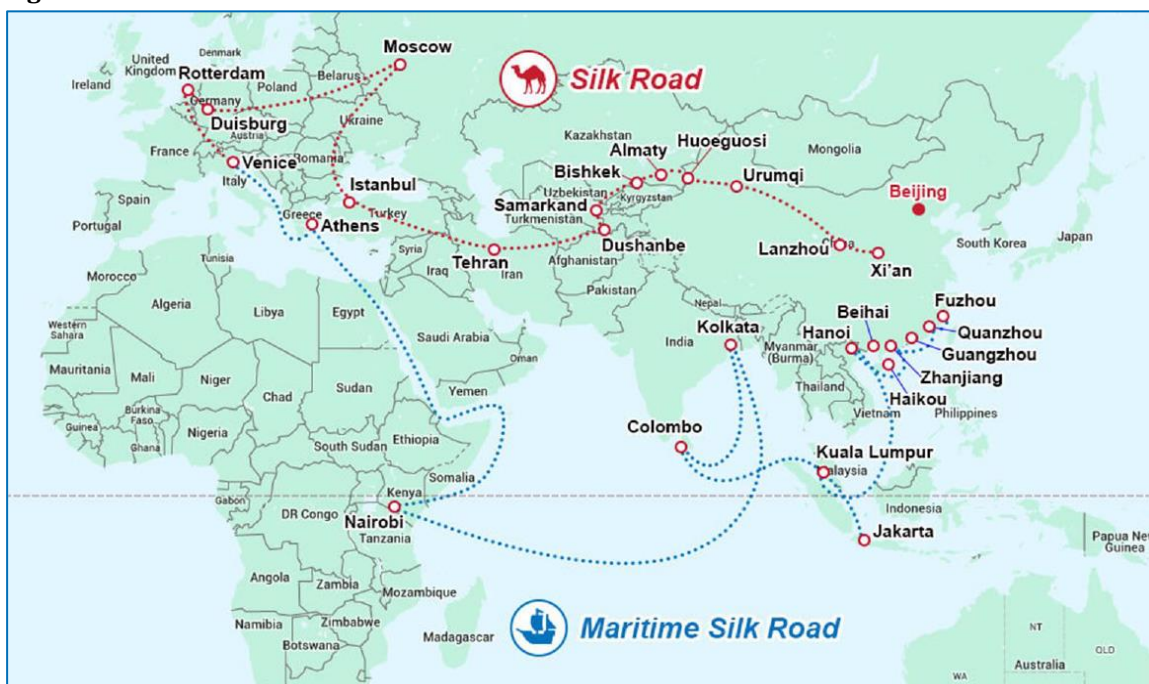 Moscow
Denmark
United
Kingdom
Rotterdam
Ireland
Poland
Belarus
Silk Road
Germany
Duisburg
Ukraine
Austria
France
Kazakhstan
Almaty
Huoeguosi
Mongolia
Venice
Romania
Italy
Bishkek
Urumqi
Istanbul
Uzbekistan
Kyrgyzstan
Beijing
Spain
Portugal
Greece
Turkey
Samarkand
Turkmenistan
Athens
Dushanbe
Lanzhou
Xi'an
South Korea
Japan
Tunisia
Syria
Tehran
Iraq
Iran
Afghanistan
Morocco
Pakistan
Algeria
Libya
Egypt
Nepal
Fuzhou
Western
Sahara
Saudi Arabia
Kolkata
Beihai
Hanoi
Quanzhou
Oman
India
Myanmar
(Burma)
Guangzhou
Mauritania
Mali
Niger
Sudan
Yemen
Thailand
Zhanjiang
Haikou
Chad
Burkina
Faso
Vietnam
Philippines
Guinea
Ghana
Nigeria
South Sudan
Ethiopia
Colombo
Kuala Lumpur
Malaysia
Somalia
Gabon
Kenya
DR Congo
Nairobi
Tanzania
Indonesia
Jakarta
Papua New
Guinea
Angola
Zambia
Mozambique
Namibia
Zimbabwe
Botswana
Madagascar
Maritime Silk Road
NT
QLD
WA
Australia